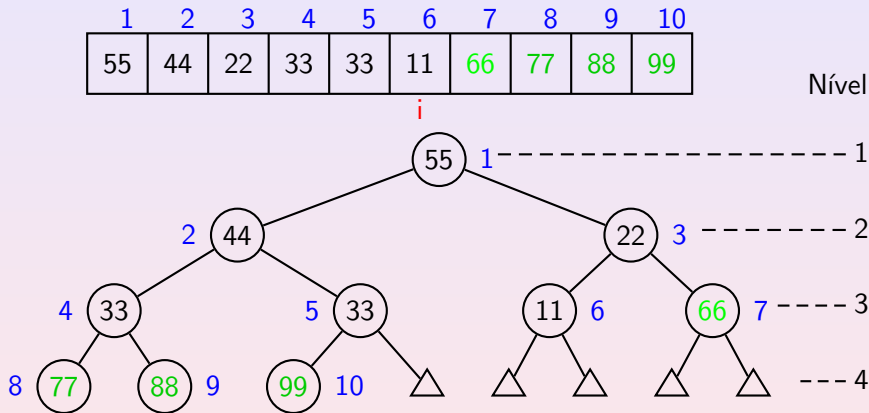 1 2 3 4 5 6 7 8 9 10
55 44 22 33 33 11 66 77 88 99
Nível
i
55 1 1
2 44 22 3 2
4 33 5 33 11 6 66 7 3
8 77 88 9 99 10 4